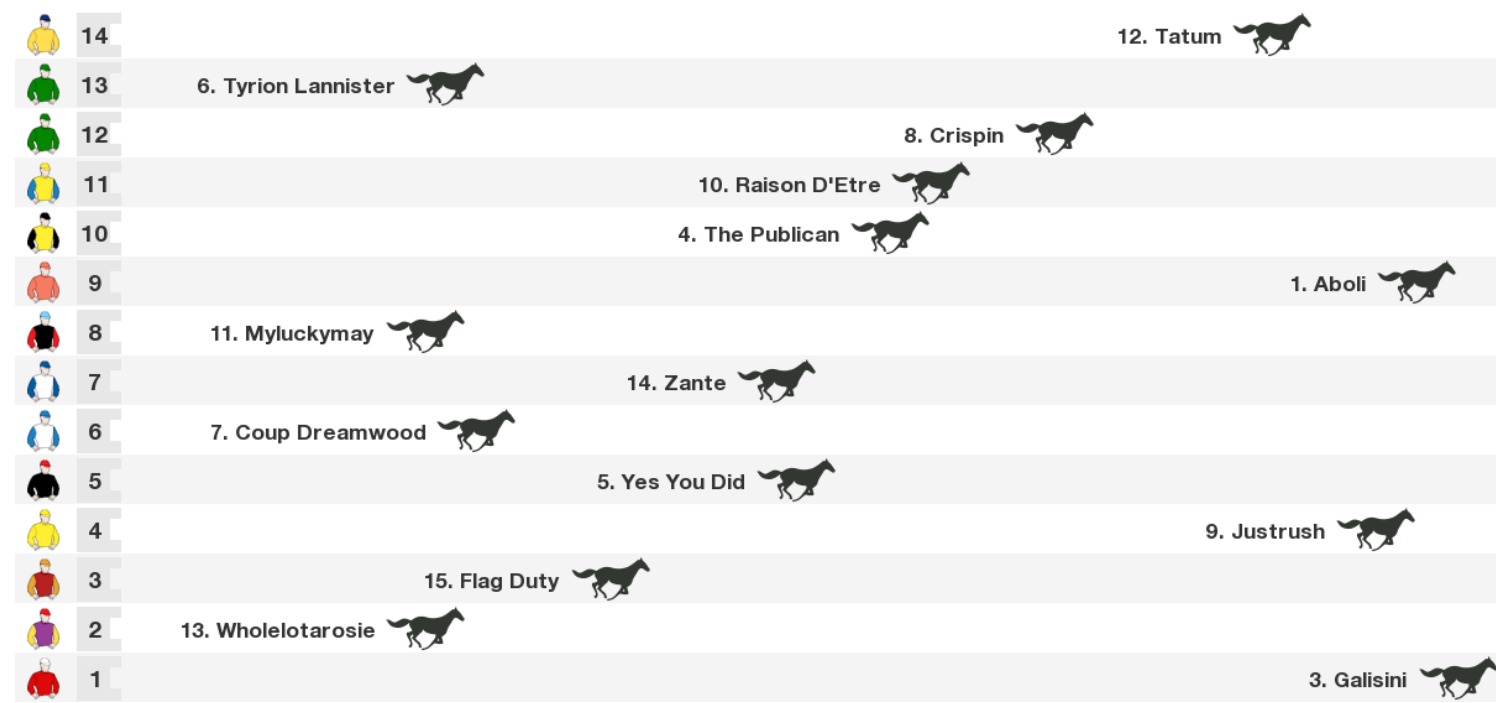 14 12. Tatum
13 6. Tyrion Lannister
12 8. Crispin
11 10. Raison D'Etre
10 4. The Publican
9 1. Aboli
8 11. Myluckymay
7 14. Zante
6 7. Coup Dreamwood
5 5. Yes You Did
4 9. Justrush
3 15. Flag Duty
2 13. Wholelotarosie
1 3. Galisini